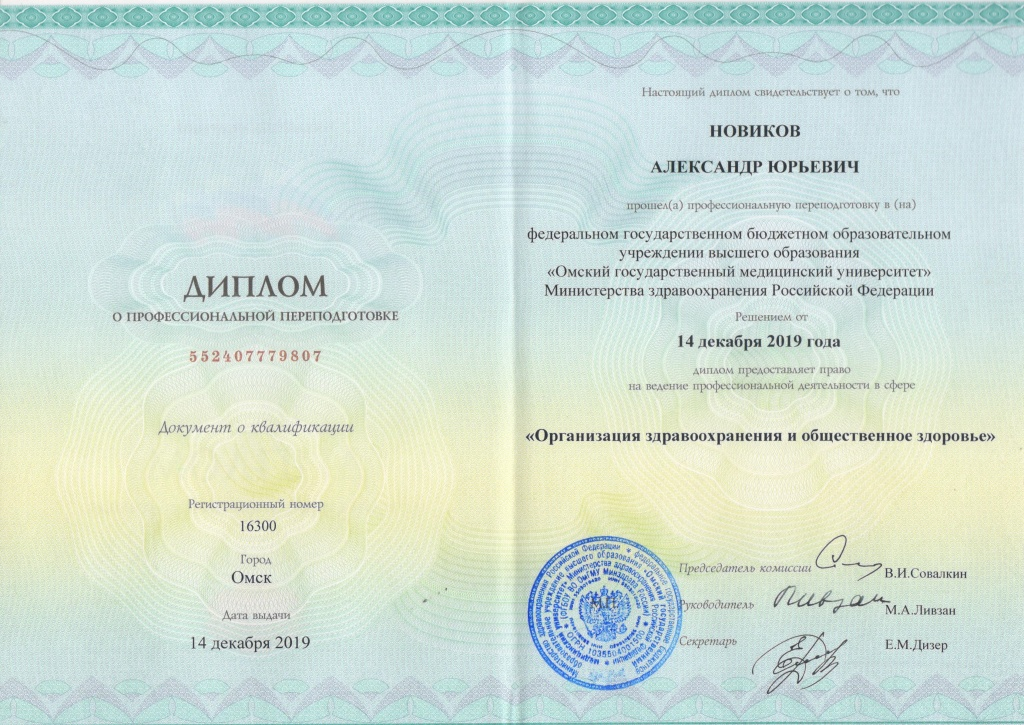 ДИПЛОМ
О ПРОФЕССИОНАЛЬНОЙ ПЕРЕПОДГОТОВКЕ
552407779807
Документ о квалификации
Регистрационный номер
16300
Город
Омск
Дата выдачи
14 декабря 2019
Настоящий диплом свидетельствует о том, что
НОВИКОВ
АЛЕКСАНДР ЮРЬЕВИЧ
прошел(а) профессиональную переподготовку в (на)
федеральном государственном бюджетном образовательном
учреждении высшего образования
«Омский государственный медицинский университет»
Министерства здравоохранения Российской Федерации
Решением от
14 декабря 2019 года
диплом предоставляет право
на ведение профессиональной деятельности в сфере
«Организация здравоохранения и общественное здоровье»
Председатель комиссии
В.И.Совалкин
М.П.
Руководитель
М.А.Ливзан
Секретарь
Е.М.Дизер